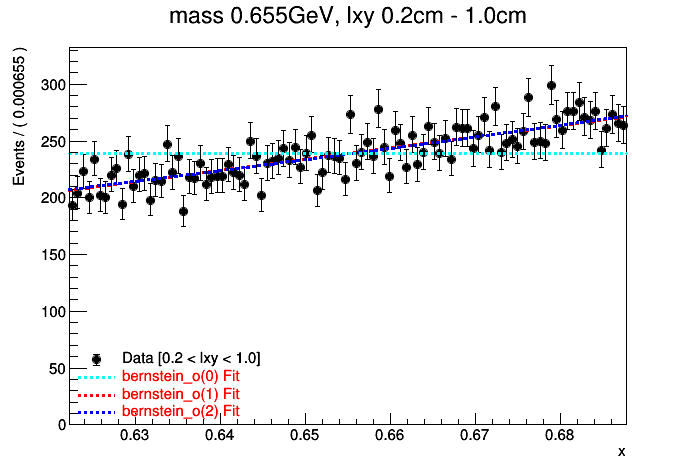 mass 0.655GeV, lxy 0.2cm - 1.0cm
Events / ( 0.000655 )
300
250
200
150
100
50
0
Data [0.2 < lxy < 1.0]
bernstein_o(0) Fit
bernstein_o(1) Fit
bernstein_o(2) Fit
0.63 0.64 0.65 0.66 0.67 0.68
x